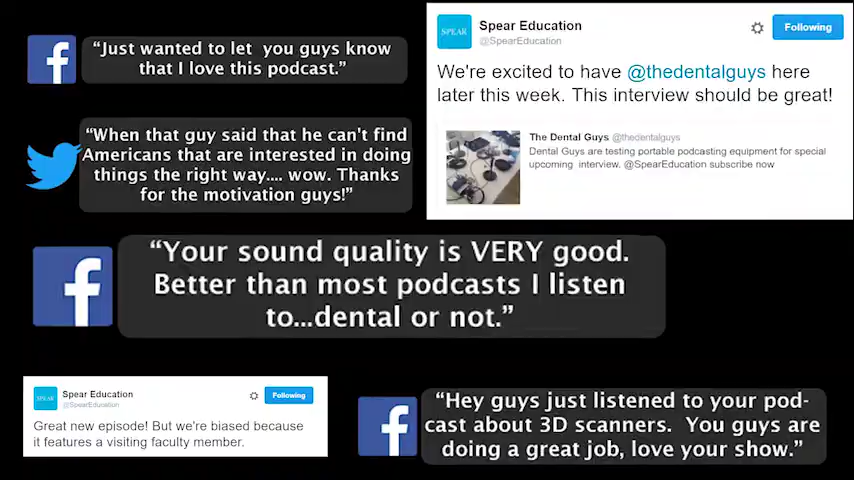 “Just wanted to let  you guys know
that I love this podcast.”
Spear Education
@SpearEducation
Following
SPEAR
We're excited to have @thedentalguys here
later this week. This interview should be great!
The Dental Guys @thedentalguys
Dental Guys are testing portable podcasting equipment for special
upcoming  interview. @SpearEducation subscribe now
“When that guy said that he can't find
Americans that are interested in doing
things the right way.... wow. Thanks
for the motivation guys!”
“Your sound quality is VERY good.
Better than most podcasts I listen
to...dental or not.”
Spear Education
@SpearEducation
Following
SPEAR
Great new episode! But we're biased because
it features a visiting faculty member.
“Hey guys just listened to your pod-
cast about 3D scanners.  You guys are
doing a great job, love your show.”